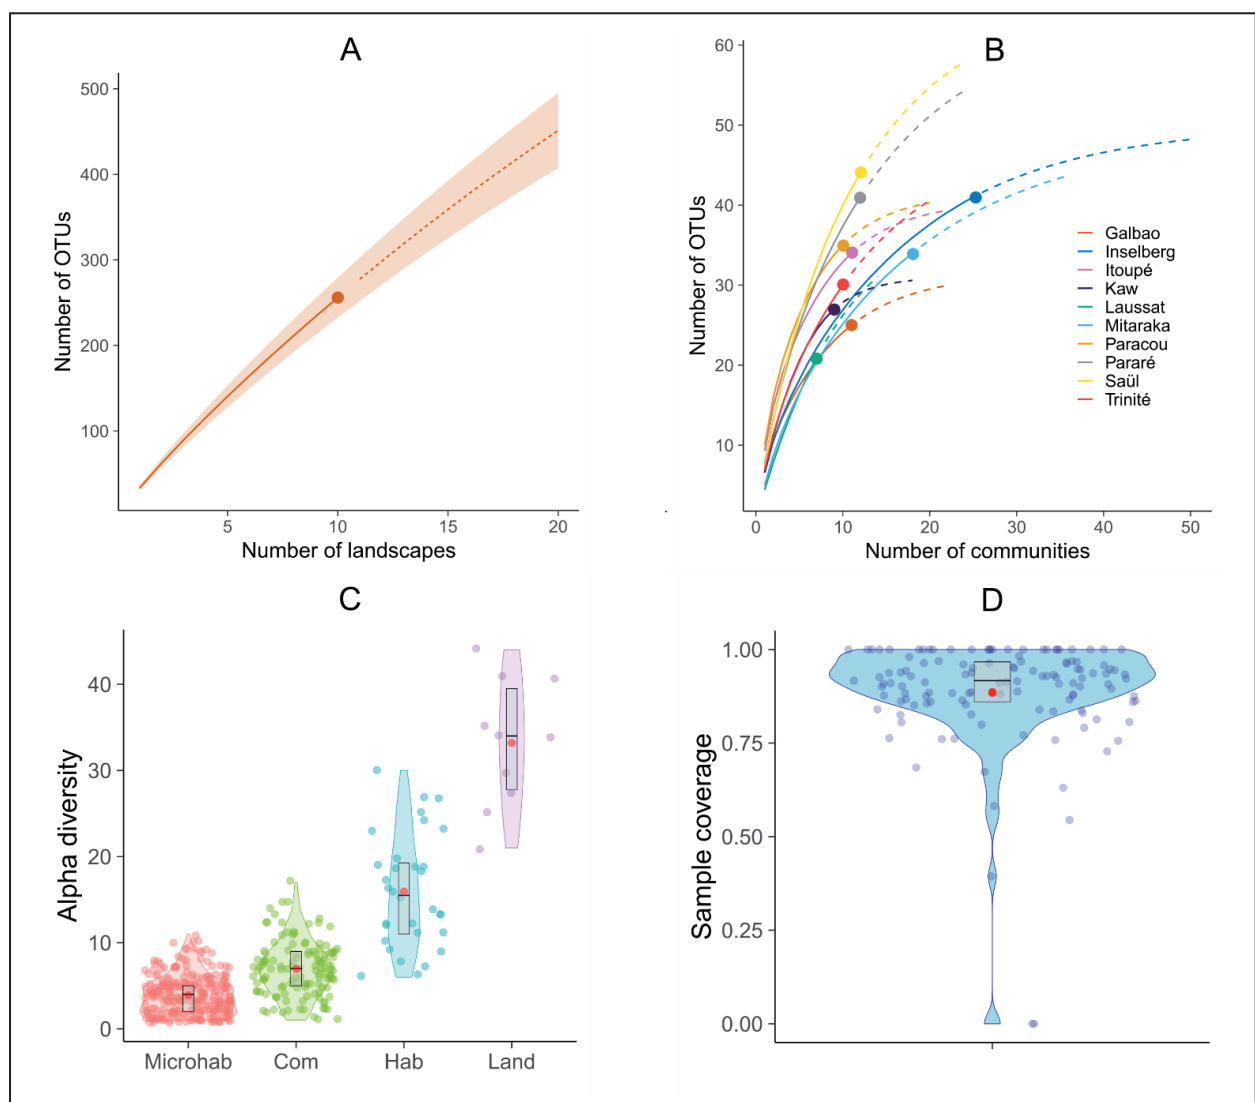 A
500
400
300
200
100
Number of OTUs
5
10
15
20
Number of landscapes
B
60
50
40
30
20
10
Number of OTUs
Galbao
Inselberg
Itoupé
Kaw
Laussat
Mitaraka
Paracou
Pararé
Saül
Trinité
0
10
20
30
40
50
Number of communities
C
40
30
20
10
0
Alpha diversity
Microhab
Com
Hab
Land
D
1.00
0.75
0.50
0.25
0.00
Sample coverage